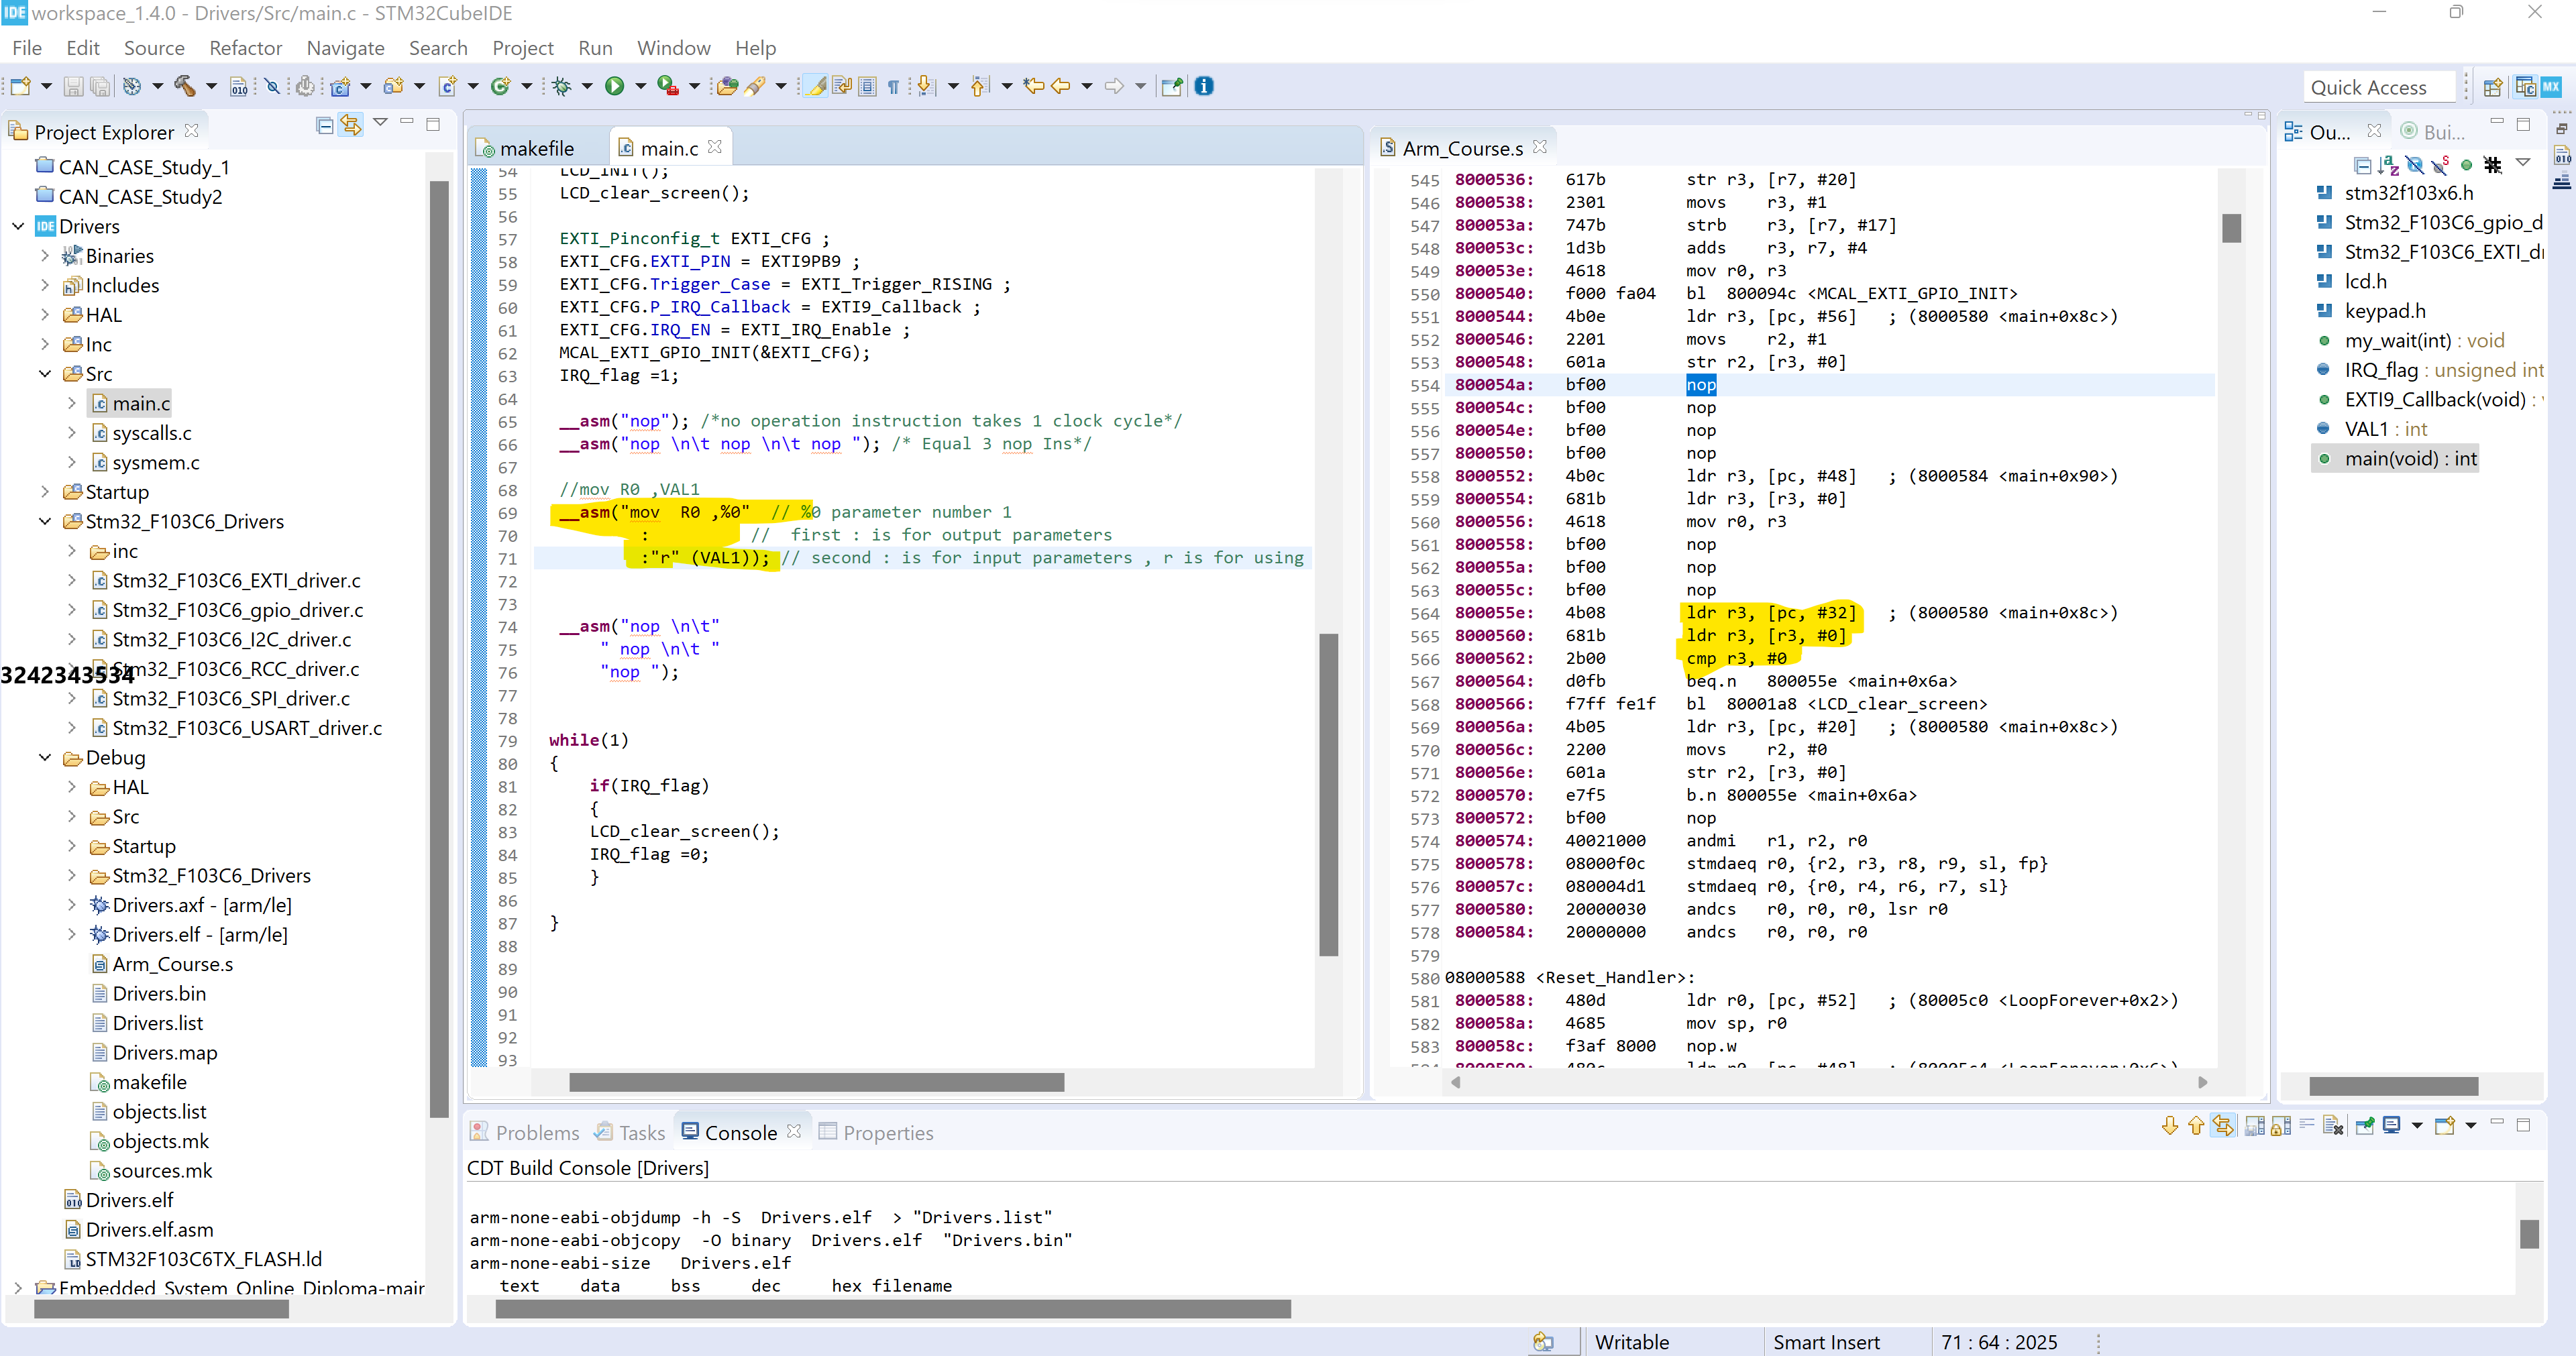 IDE workspace_1.4.0 - Drivers/Src/main.c - STM32CubeIDE
File Edit Source Refactor Navigate Search Project Run Window Help
Quick Access
Project Explorer
CAN_CASE_Study_1
CAN_CASE_Study2
IDE Drivers
Binaries
Includes
HAL
Inc
Src
main.c
syscalls.c
sysmem.c
Startup
Stm32_F103C6_Drivers
inc
Stm32_F103C6_EXTI_driver.c
Stm32_F103C6_gpio_driver.c
Stm32_F103C6_I2C_driver.c
Stm32_F103C6_RCC_driver.c
3242343534
Stm32_F103C6_SPI_driver.c
Stm32_F103C6_USART_driver.c
Debug
HAL
Src
Startup
Stm32_F103C6_Drivers
Drivers.axf - [arm/le]
Drivers.elf - [arm/le]
Arm_Course.s
Drivers.bin
Drivers.list
Drivers.map
makefile
objects.list
objects.mk
sources.mk
Drivers.elf
Drivers.elf.asm
STM32F103C6TX_FLASH.ld
Embedded_System_Online_Diploma-main
makefile main.c
54 LCD_INIT();
55 LCD_clear_screen();
56
57 EXTI_Pinconfig_t EXTI_CFG ;
58 EXTI_CFG.EXTI_PIN = EXTI9PB9 ;
59 EXTI_CFG.Trigger_Case = EXTI_Trigger_RISING ;
60 EXTI_CFG.P_IRQ_Callback = EXTI9_Callback ;
61 EXTI_CFG.IRQ_EN = EXTI_IRQ_Enable ;
62 MCAL_EXTI_GPIO_INIT(&EXTI_CFG);
63 IRQ_flag =1;
64
65 __asm("nop"); /*no operation instruction takes 1 clock cycle*/
66 __asm("nop \n\t nop \n\t nop "); /* Equal 3 nop Ins*/
67
68 //mov R0 ,VAL1
69 __asm("mov R0 ,%0" // %0 parameter number 1
70 : // first : is for output parameters
71 :"r" (VAL1)); // second : is for input parameters , r is for using
72
73
74 __asm("nop \n\t"
75 " nop \n\t "
76 "nop ");
77
78
79 while(1)
80 {
81 if(IRQ_flag)
82 {
83 LCD_clear_screen();
84 IRQ_flag =0;
85 }
86
87 }
88
89
90
91
92
93
Arm_Course.s
545 8000536: 617b str r3, [r7, #20]
546 8000538: 2301 movs r3, #1
547 800053a: 747b strb r3, [r7, #17]
548 800053c: 1d3b adds r3, r7, #4
549 800053e: 4618 mov r0, r3
550 8000540: f000 fa04 bl 800094c <MCAL_EXTI_GPIO_INIT>
551 8000544: 4b0e ldr r3, [pc, #56] ; (8000580 <main+0x8c>)
552 8000546: 2201 movs r2, #1
553 8000548: 601a str r2, [r3, #0]
554 800054a: bf00 nop
555 800054c: bf00 nop
556 800054e: bf00 nop
557 8000550: bf00 nop
558 8000552: 4b0c ldr r3, [pc, #48] ; (8000584 <main+0x90>)
559 8000554: 681b ldr r3, [r3, #0]
560 8000556: 4618 mov r0, r3
561 8000558: bf00 nop
562 800055a: bf00 nop
563 800055c: bf00 nop
564 800055e: 4b08 ldr r3, [pc, #32] ; (8000580 <main+0x8c>)
565 8000560: 681b ldr r3, [r3, #0]
566 8000562: 2b00 cmp r3, #0
567 8000564: d0fb beq.n 800055e <main+0x6a>
568 8000566: f7ff fe1f bl 80001a8 <LCD_clear_screen>
569 800056a: 4b05 ldr r3, [pc, #20] ; (8000580 <main+0x8c>)
570 800056c: 2200 movs r2, #0
571 800056e: 601a str r2, [r3, #0]
572 8000570: e7f5 b.n 800055e <main+0x6a>
573 8000572: bf00 nop
574 8000574: 40021000 andmi r1, r2, r0
575 8000578: 08000f0c stmdaeq r0, {r2, r3, r8, r9, sl, fp}
576 800057c: 080004d1 stmdaeq r0, {r0, r4, r6, r7, sl}
577 8000580: 20000030 andcs r0, r0, r0, lsr r0
578 8000584: 20000000 andcs r0, r0, r0
579
580 08000588 <Reset_Handler>:
581 8000588: 480d ldr r0, [pc, #52] ; (80005c0 <LoopForever+0x2>)
582 800058a: 4685 mov sp, r0
583 800058c: f3af 8000 nop.w
Ou... Bui...
stm32f103x6.h
Stm32_F103C6_gpio_d
Stm32_F103C6_EXTI_dr
lcd.h
keypad.h
my_wait(int) : void
IRQ_flag : unsigned int
EXTI9_Callback(void) :
VAL1 : int
main(void) : int
Problems Tasks Console Properties
CDT Build Console [Drivers]
arm-none-eabi-objdump -h -S Drivers.elf > "Drivers.list"
arm-none-eabi-objcopy -O binary Drivers.elf "Drivers.bin"
arm-none-eabi-size Drivers.elf
text data bss dec hex filename
Writable Smart Insert 71 : 64 : 2025